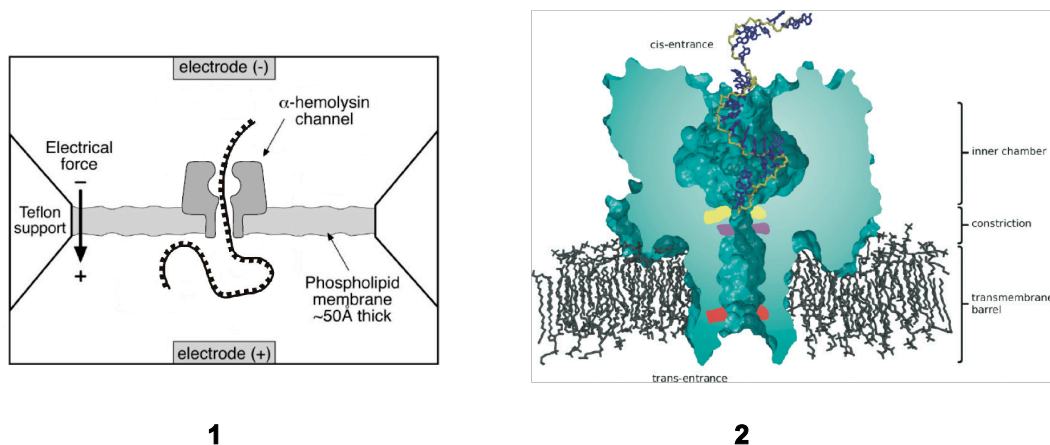 electrode (-)
α-hemolysin
channel
Electrical
force
−
Teflon
support
+
Phospholipid
membrane
~50Å thick
electrode (+)
1
cis-entrance
inner chamber
constriction
transmembrane
barrel
trans-entrance
2